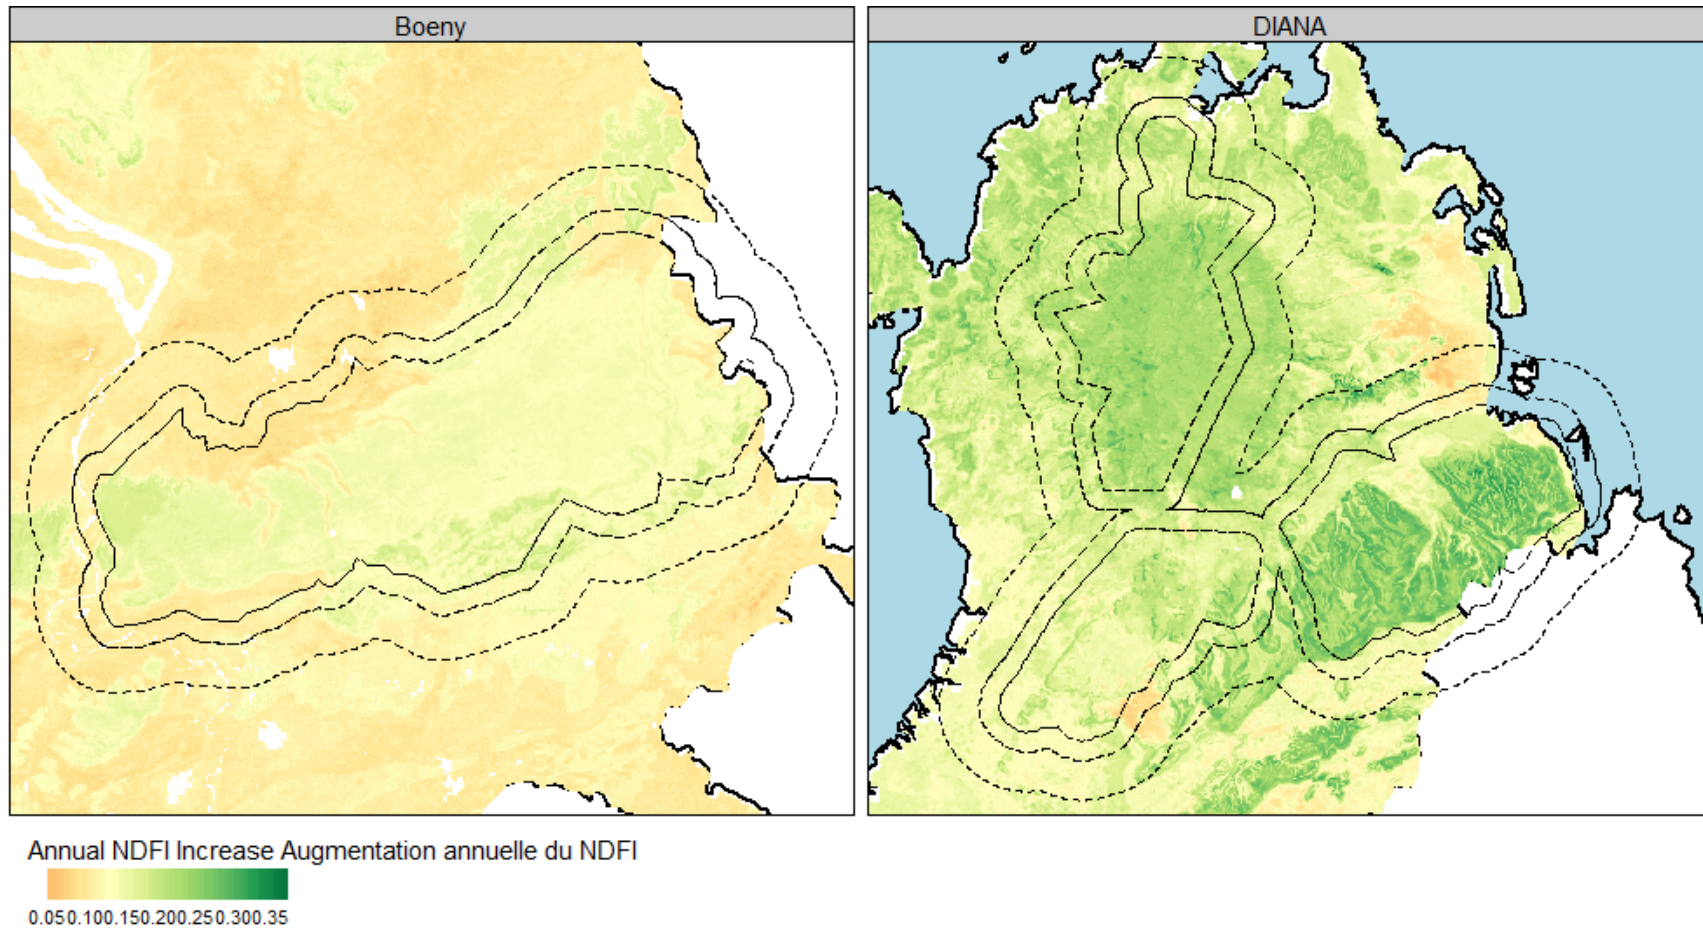 Boeny
DIANA
Annual NDFI Increase Augmentation annuelle du NDFI
0.050.100.150.200.250.300.35